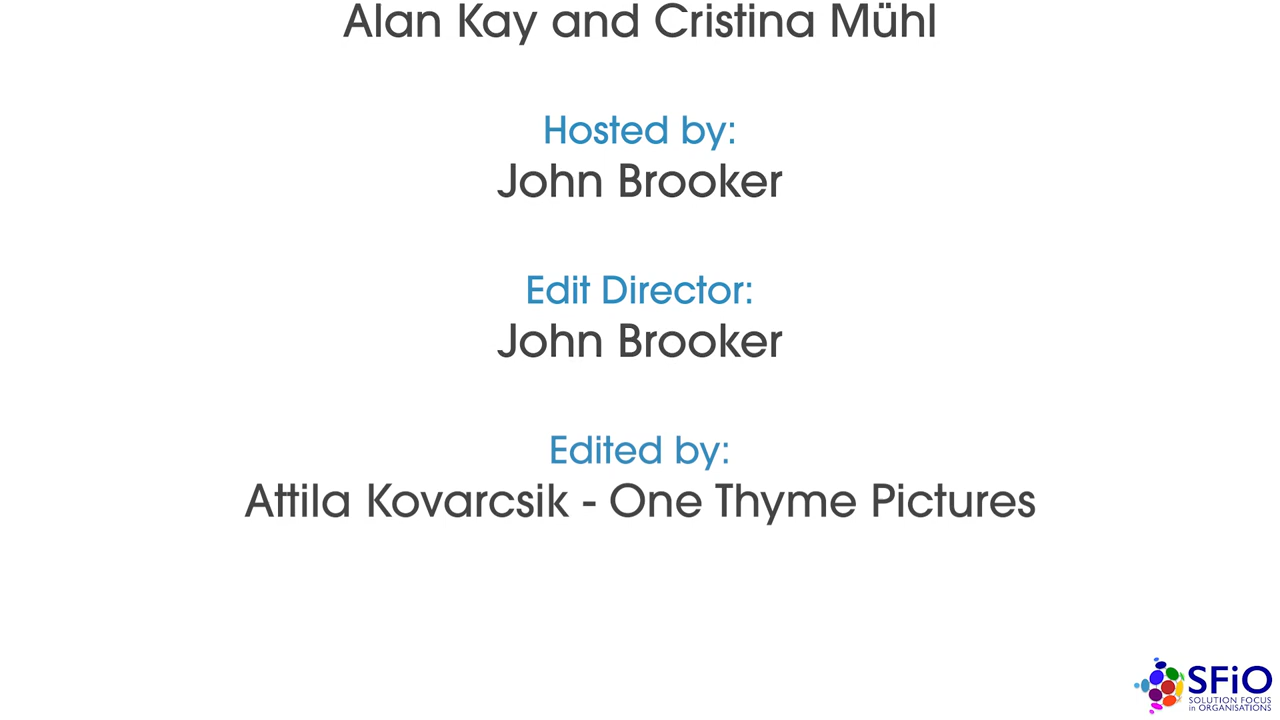 Alan Kay and Cristina Mühl
Hosted by:
John Brooker
Edit Director:
John Brooker
Edited by:
Attila Kovarcsik - One Thyme Pictures
SFiO
SOLUTION FOCUS
in ORGANISATIONS